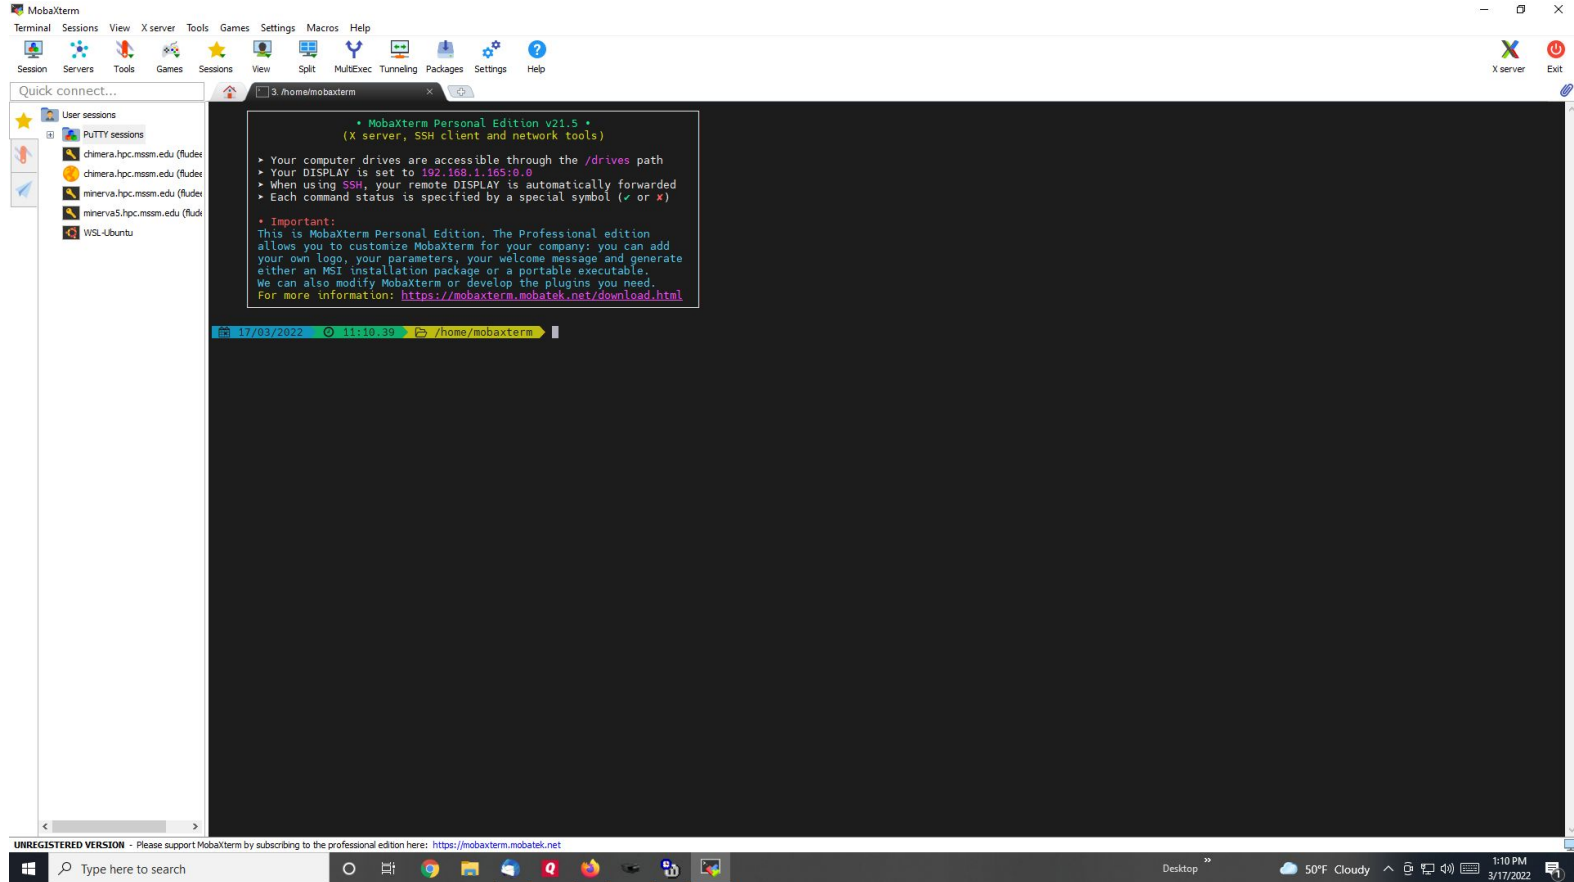 MobaXterm
Terminal Sessions View X server Tools Games Settings Macros Help
Session Servers Tools Games Sessions View Split MultiExec Tunneling Packages Settings Help X server Exit
Quick connect...
3. /home/mobaxterm
User sessions
PuTTY sessions
chimera.hpc.mssm.edu (fludee
chimera.hpc.mssm.edu (fludee
minerva.hpc.mssm.edu (fludee
minerva5.hpc.mssm.edu (flude
WSL-Ubuntu
• MobaXterm Personal Edition v21.5 •
(X server, SSH client and network tools)
➤ Your computer drives are accessible through the /drives path
➤ Your DISPLAY is set to 192.168.1.165:0.0
➤ When using SSH, your remote DISPLAY is automatically forwarded
➤ Each command status is specified by a special symbol (✔ or ✘)
• Important:
This is MobaXterm Personal Edition. The Professional edition
allows you to customize MobaXterm for your company: you can add
your own logo, your parameters, your welcome message and generate
either an MSI installation package or a portable executable.
We can also modify MobaXterm or develop the plugins you need.
For more information: https://mobaxterm.mobatek.net/download.html
17/03/2022 11:10.39 /home/mobaxterm
UNREGISTERED VERSION - Please support MobaXterm by subscribing to the professional edition here: https://mobaxterm.mobatek.net
Type here to search
Desktop
50°F Cloudy
1:10 PM
3/17/2022